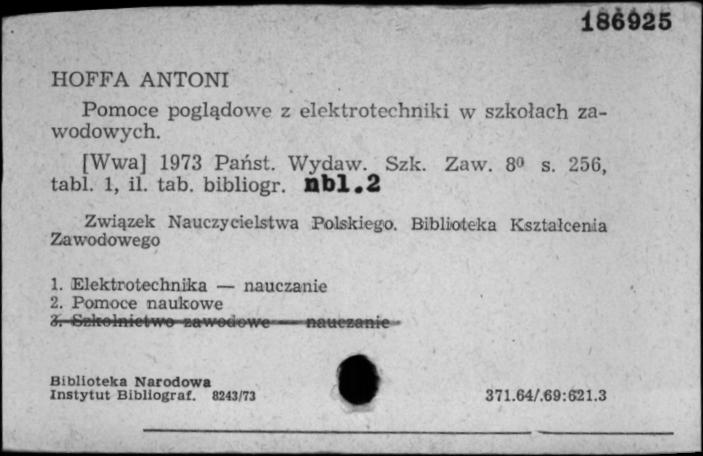 186925
HOFFA ANTONI
Pomoce poglądowe z elektrotechniki w szkołach za-
wodowych.
[Wwa] 1973 Państ. Wydaw. Szk. Zaw. 8⁰ s. 256,
tabl. 1, il. tab. bibliogr. nbl.2
Związek Nauczycielstwa Polskiego. Biblioteka Kształcenia
Zawodowego
1. Elektrotechnika — nauczanie
2. Pomoce naukowe
3. Szkolnictwo zawodowe — nauczanie
Biblioteka Narodowa
Instytut Bibliograf. 8243/73
371.64/.69:621.3